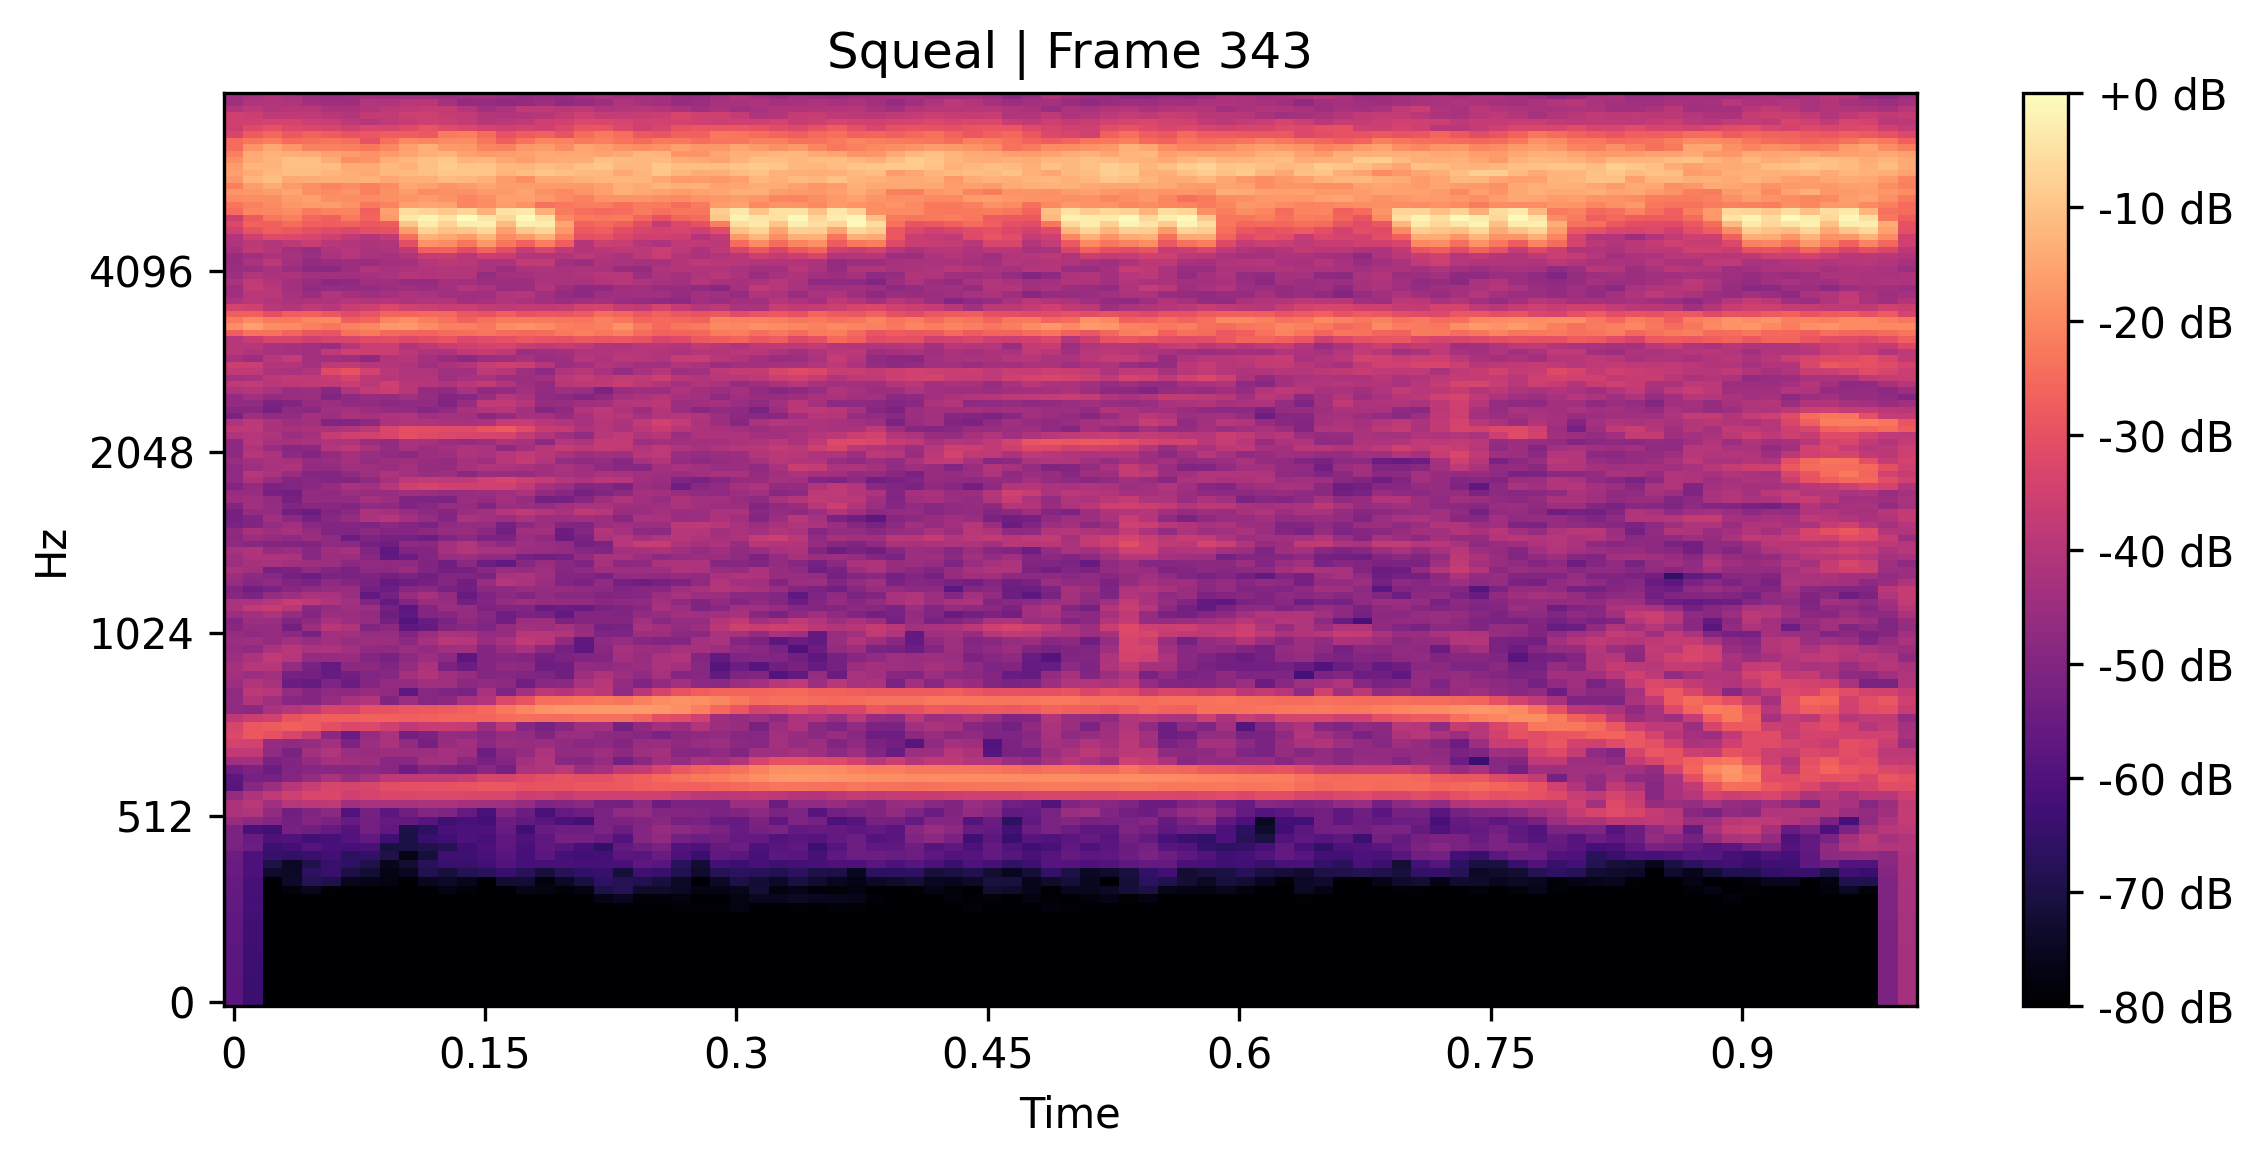 Squeal | Frame 343
Hz
4096
2048
1024
512
0
0 0.15 0.3 0.45 0.6 0.75 0.9
Time
+0 dB
-10 dB
-20 dB
-30 dB
-40 dB
-50 dB
-60 dB
-70 dB
-80 dB